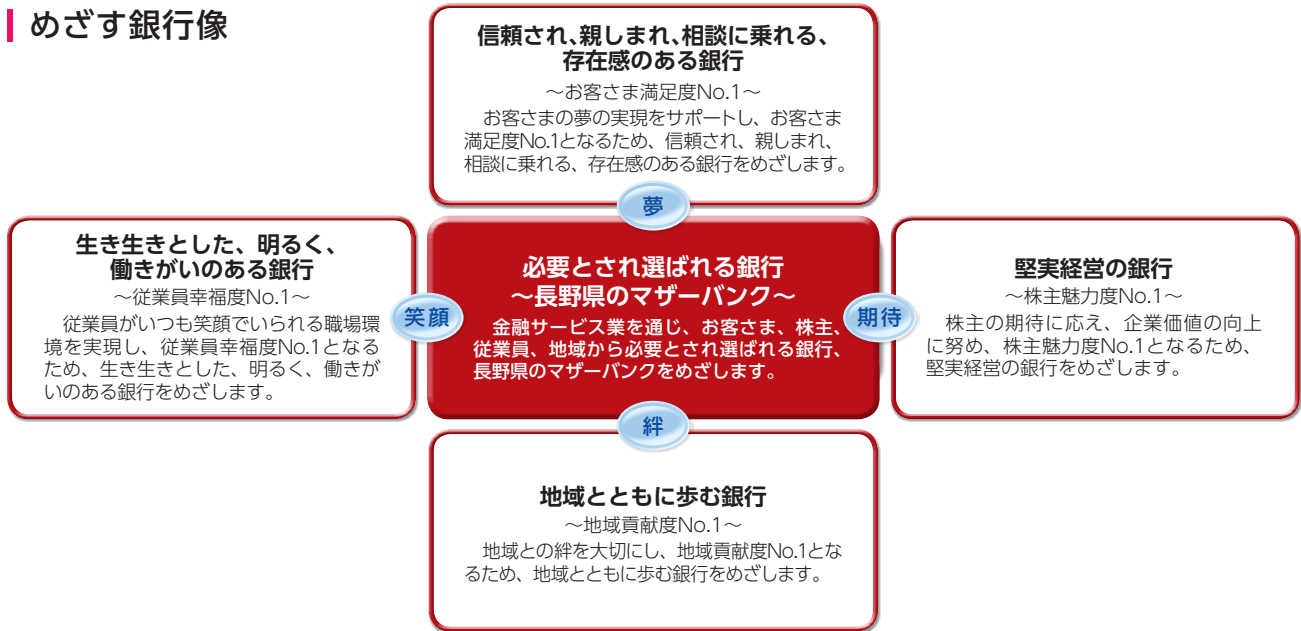 めざす銀行像
信頼され、親しまれ、相談に乗れる、
存在感のある銀行
～お客さま満足度No.1～
お客さまの夢の実現をサポートし、お客さま
満足度No.1となるため、信頼され、親しまれ、
相談に乗れる、存在感のある銀行をめざします。
夢
生き生きとした、明るく、
働きがいのある銀行
～従業員幸福度No.1～
従業員がいつも笑顔でいられる職場環
境を実現し、従業員幸福度No.1となる
ため、生き生きとした、明るく、働きが
いのある銀行をめざします。
笑顔
必要とされ選ばれる銀行
～長野県のマザーバンク～
金融サービス業を通じ、お客さま、株主、
従業員、地域から必要とされ選ばれる銀行、
長野県のマザーバンクをめざします。
期待
堅実経営の銀行
～株主魅力度No.1～
株主の期待に応え、企業価値の向上
に努め、株主魅力度No.1となるため、
堅実経営の銀行をめざします。
絆
地域とともに歩む銀行
～地域貢献度No.1～
地域との絆を大切にし、地域貢献度No.1とな
るため、地域とともに歩む銀行をめざします。